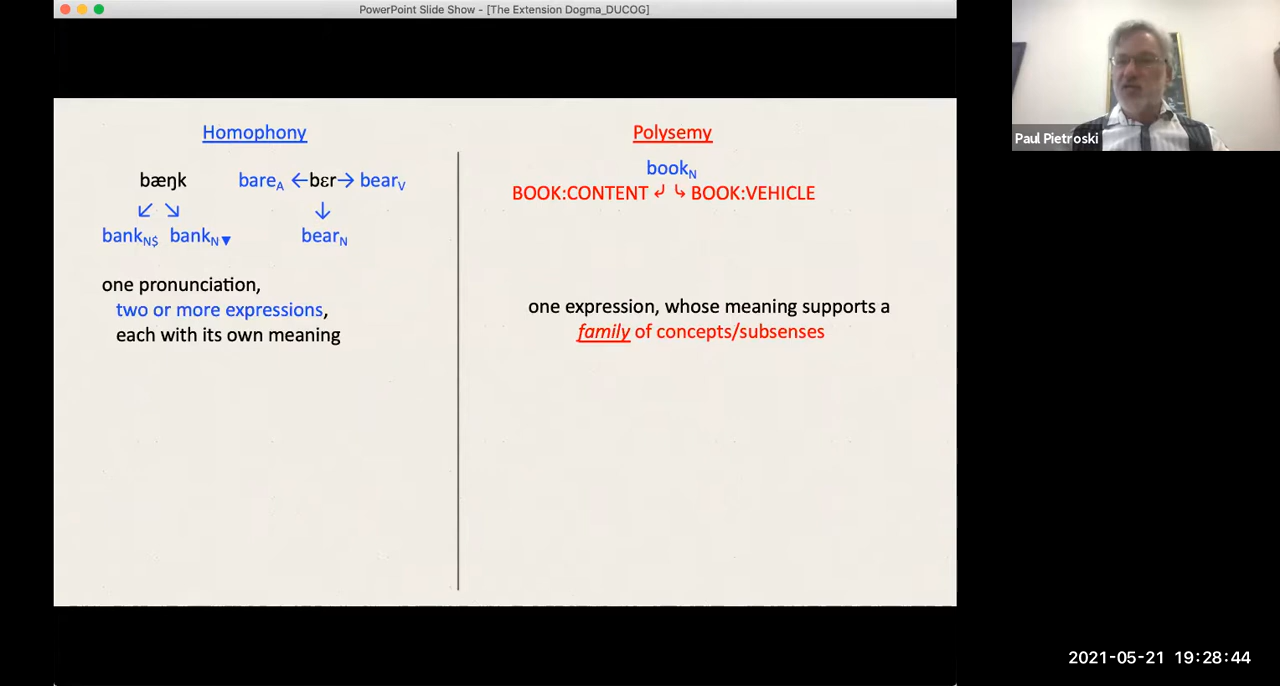 PowerPoint Slide Show - [The Extension Dogma_DUCOG]
Homophony
bæŋk bareA ←bɛr→ bearV
↙ ↘ ↓
bankN$ bankN▼ bearN
one pronunciation,
two or more expressions,
each with its own meaning
Polysemy
bookN
BOOK:CONTENT ↲ ↳ BOOK:VEHICLE
one expression, whose meaning supports a
family of concepts/subsenses
Paul Pietroski
2021-05-21 19:28:44